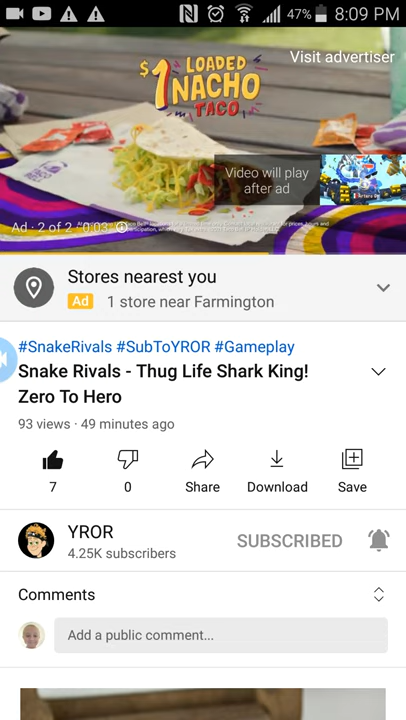 47% 8:09 PM
Visit advertiser
$1 LOADED
NACHO
TACO
Video will play
after ad
Ad · 2 of 2 · 0:03
Stores nearest you
Ad 1 store near Farmington
#SnakeRivals #SubToYROR #Gameplay
Snake Rivals - Thug Life Shark King!
Zero To Hero
93 views · 49 minutes ago
7 0 Share Download Save
YROR
4.25K subscribers
SUBSCRIBED
Comments
Add a public comment...